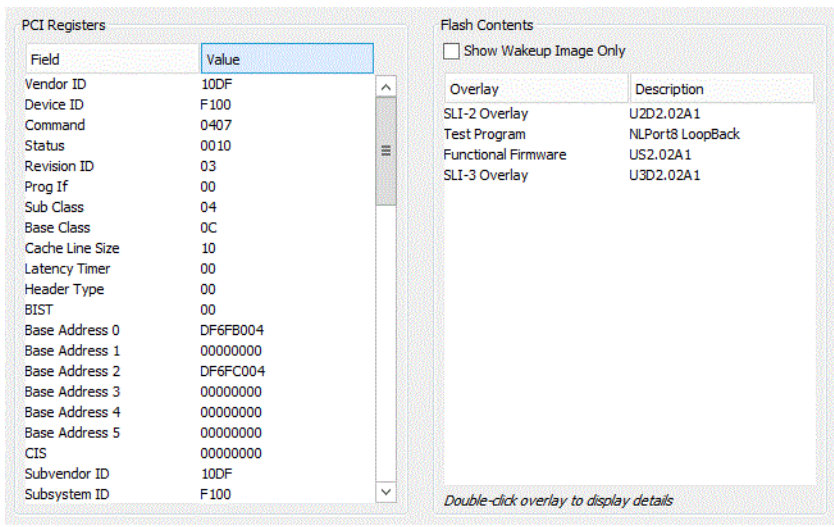 PCI Registers
Field Value
Vendor ID 10DF
Device ID F100
Command 0407
Status 0010
Revision ID 03
Prog If 00
Sub Class 04
Base Class 0C
Cache Line Size 10
Latency Timer 00
Header Type 00
BIST 00
Base Address 0 DF6FB004
Base Address 1 00000000
Base Address 2 DF6FC004
Base Address 3 00000000
Base Address 4 00000000
Base Address 5 00000000
CIS 00000000
Subvendor ID 10DF
Subsystem ID F100
Flash Contents
Show Wakeup Image Only
Overlay Description
SLI-2 Overlay U2D2.02A1
Test Program NLPort8 LoopBack
Functional Firmware US2.02A1
SLI-3 Overlay U3D2.02A1
Double-click overlay to display details